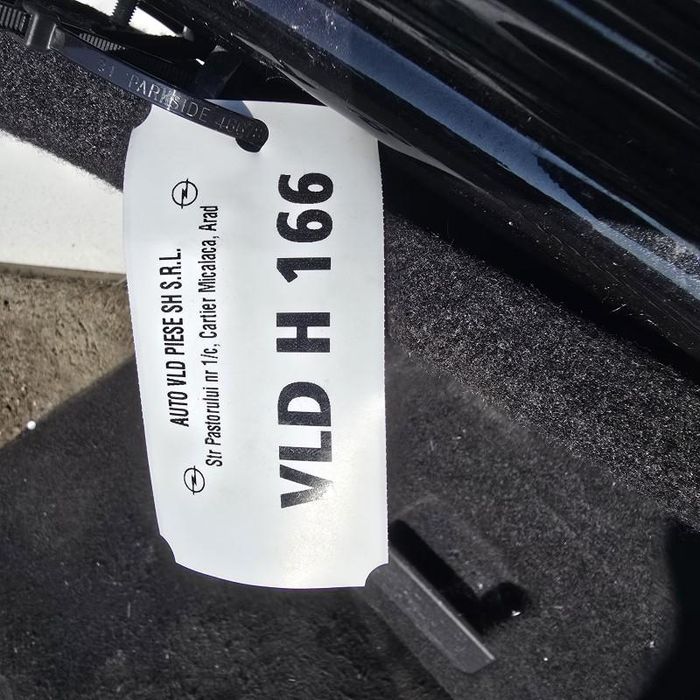 AUTO VLD PIESE SH S.R.L.
Str Pastorului nr 1/c, Cartier Micalaca, Arad
VLD H 166
PARKSIDE